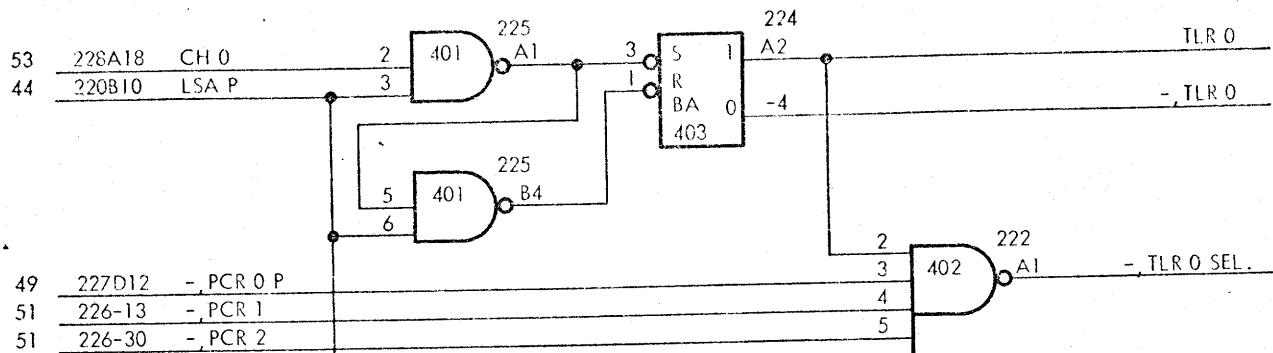 225
224
53 228A18 CH 0 2 401 A1 3 S 1 A2 TLR 0
44 220B10 LSA P 3 1 R
BA 0 -4 -, TLR 0
403
225
5 401 B4
6
2 222
49 227D12 -, PCR 0 P 3 402 A1 -, TLR 0 SEL.
51 226-13 -, PCR 1 4
51 226-30 -, PCR 2 5